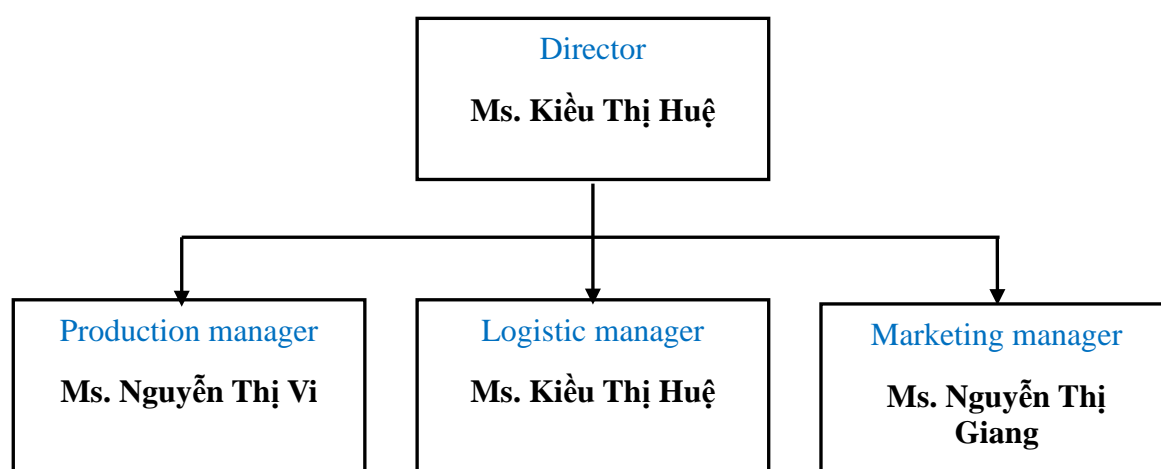 Director
Ms. Kiều Thị Huệ
Production manager
Ms. Nguyễn Thị Vi
Logistic manager
Ms. Kiều Thị Huệ
Marketing manager
Ms. Nguyễn Thị
Giang